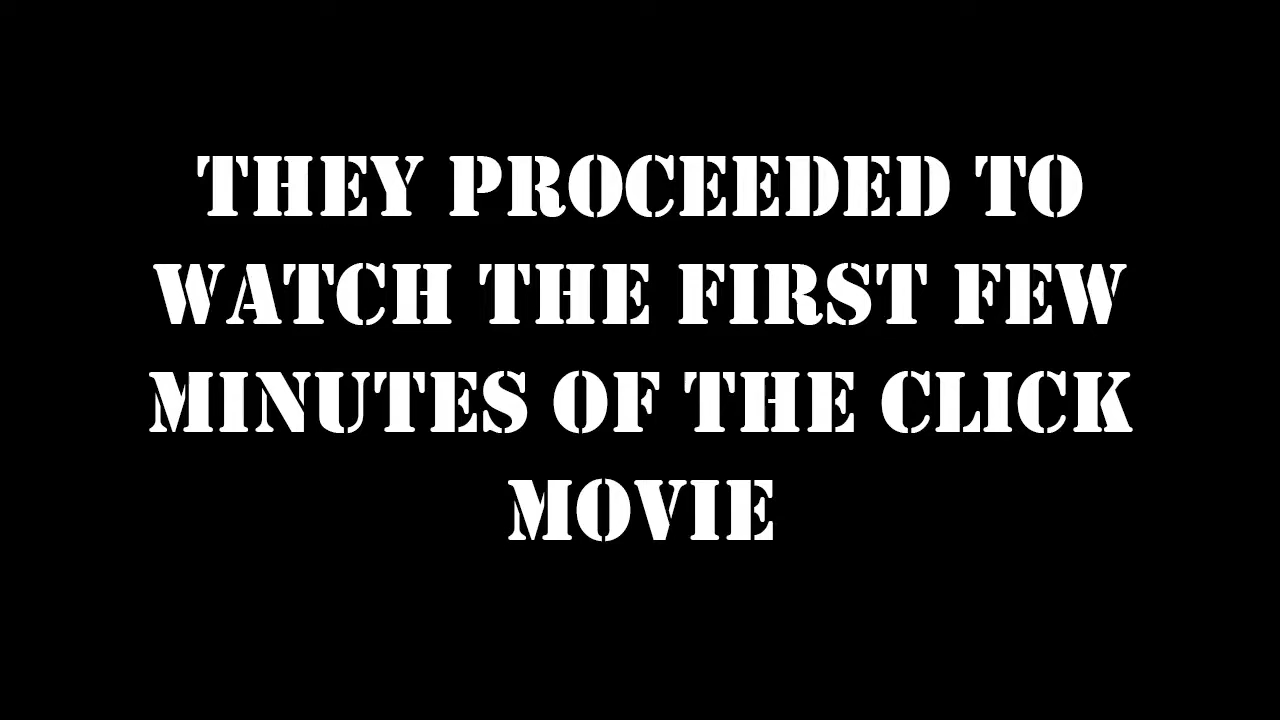 THEY PROCEEDED TO
WATCH THE FIRST FEW
MINUTES OF THE CLICK
MOVIE